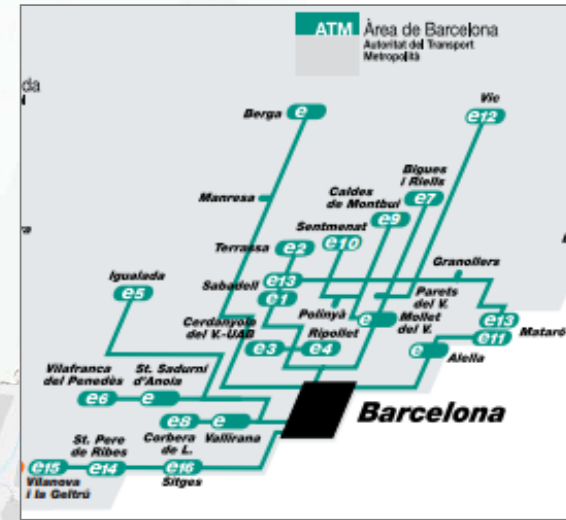 ATM
Àrea de Barcelona
Autoritat del Transport
Metropolità
da
Vic
e12
Berga
e
Bigues
i Riells
e7
Caldes
de Montbui
e9
Manresa
Sentmenat
e10
Terrassa
e2
Granollers
Igualada
e5
Sabadell
e13
e1
Polinyà
Parets
del V.
Cerdanyola
del V.-UAB
Ripollet
e
Mollet
del V.
e13
Mataró
e11
e3
e4
e
Alella
Vilafranca
del Penedès
St. Sadurní
d'Anoia
e6
e
Barcelona
Corbera
de L.
e8
e
Vallirana
St. Pere
de Ribes
e15
e14
e16
Sitges
Vilanova
i la Geltrú